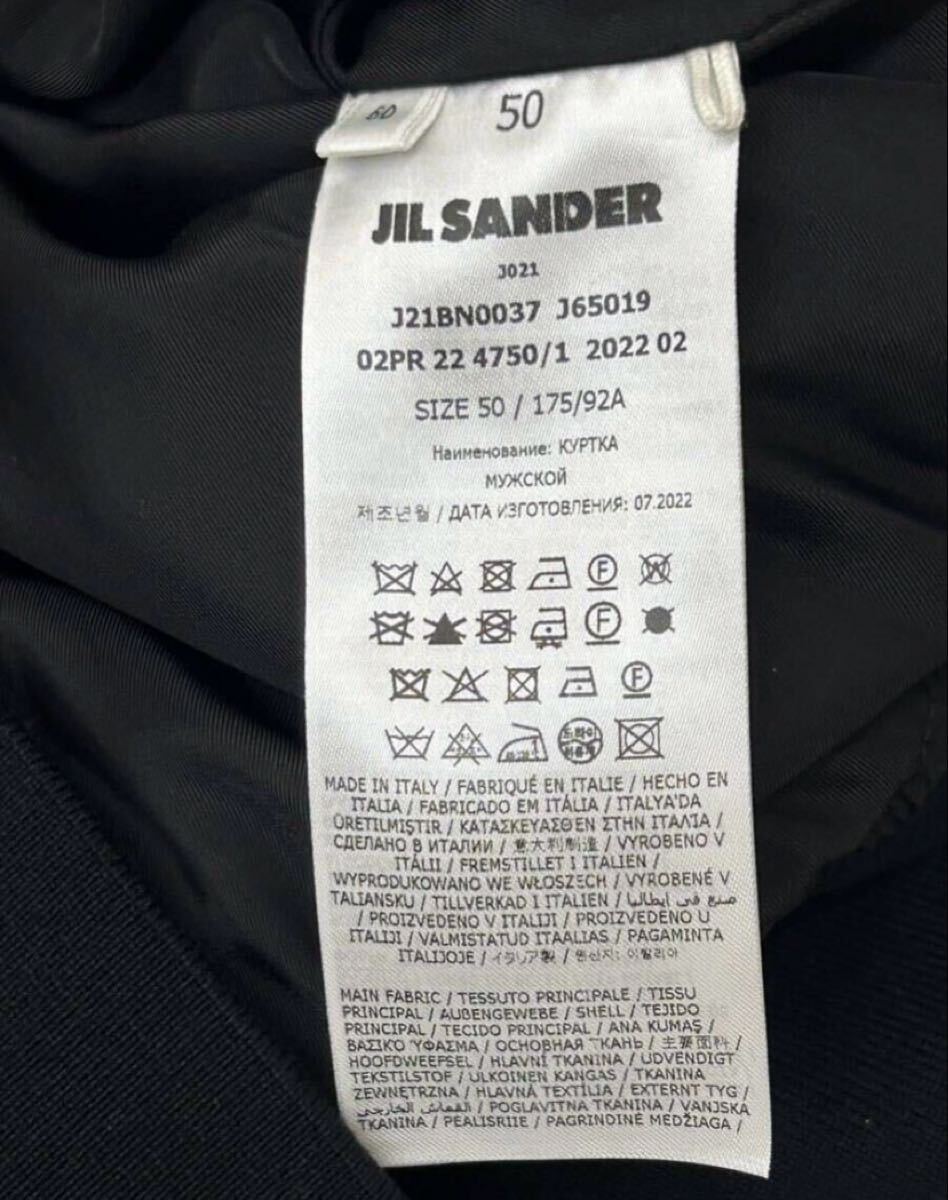 50
50
JIL SANDER
J021
J21BN0037 J65019
02PR 22 4750/1 2022 02
SIZE 50 / 175/92A
Наименование: КУРТКА
МУЖСКОЙ
제조년월 / ДАТА ИЗГОТОВЛЕНИЯ: 07.2022
F W
F
F
드라이
MADE IN ITALY / FABRIQUÉ EN ITALIE / HECHO EN
ITALIA / FABRICADO EM ITÁLIA / ITALYA'DA
ÜRETILMIŞTIR / ΚΑΤΑΣΚΕΥΑΣΘΕΝ ΣΤΗΝ ΙΤΑΛΙΑ /
СДЕЛАНО В ИТАЛИИ / 意大利制造 / VYROBENO V
ITÁLII / FREMSTILLET I ITALIEN /
WYPRODUKOWANO WE WŁOSZECH / VYROBENÉ V
TALIANSKU / TILLVERKAD I ITALIEN / صنع في ايطاليا
/ PROIZVEDENO V ITALIJI / PROIZVEDENO U
ITALIJI / VALMISTATUD ITAALIAS / PAGAMINTA
ITALIJOJE / イタリア製 / 원산지: 이탈리아
MAIN FABRIC / TESSUTO PRINCIPALE / TISSU
PRINCIPAL / AUßENGEWEBE / SHELL / TEJIDO
PRINCIPAL / TECIDO PRINCIPAL / ANA KUMAŞ /
ΒΑΣΙΚΟ ΎΦΑΣΜΑ / ОСНОВНАЯ ТКАНЬ / 主要面料 /
HOOFDWEEFSEL / HLAVNÍ TKANINA / UDVENDIGT
TEKSTILSTOF / ULKOINEN KANGAS / TKANINA
ZEWNĘTRZNA / HLAVNÁ TEXTÍLIA / EXTERNT TYG /
القماش الخارجي / POGLAVITNA TKANINA / VANJSKA
TKANINA / PEALISRIIE / PAGRINDINĖ MEDŽIAGA /